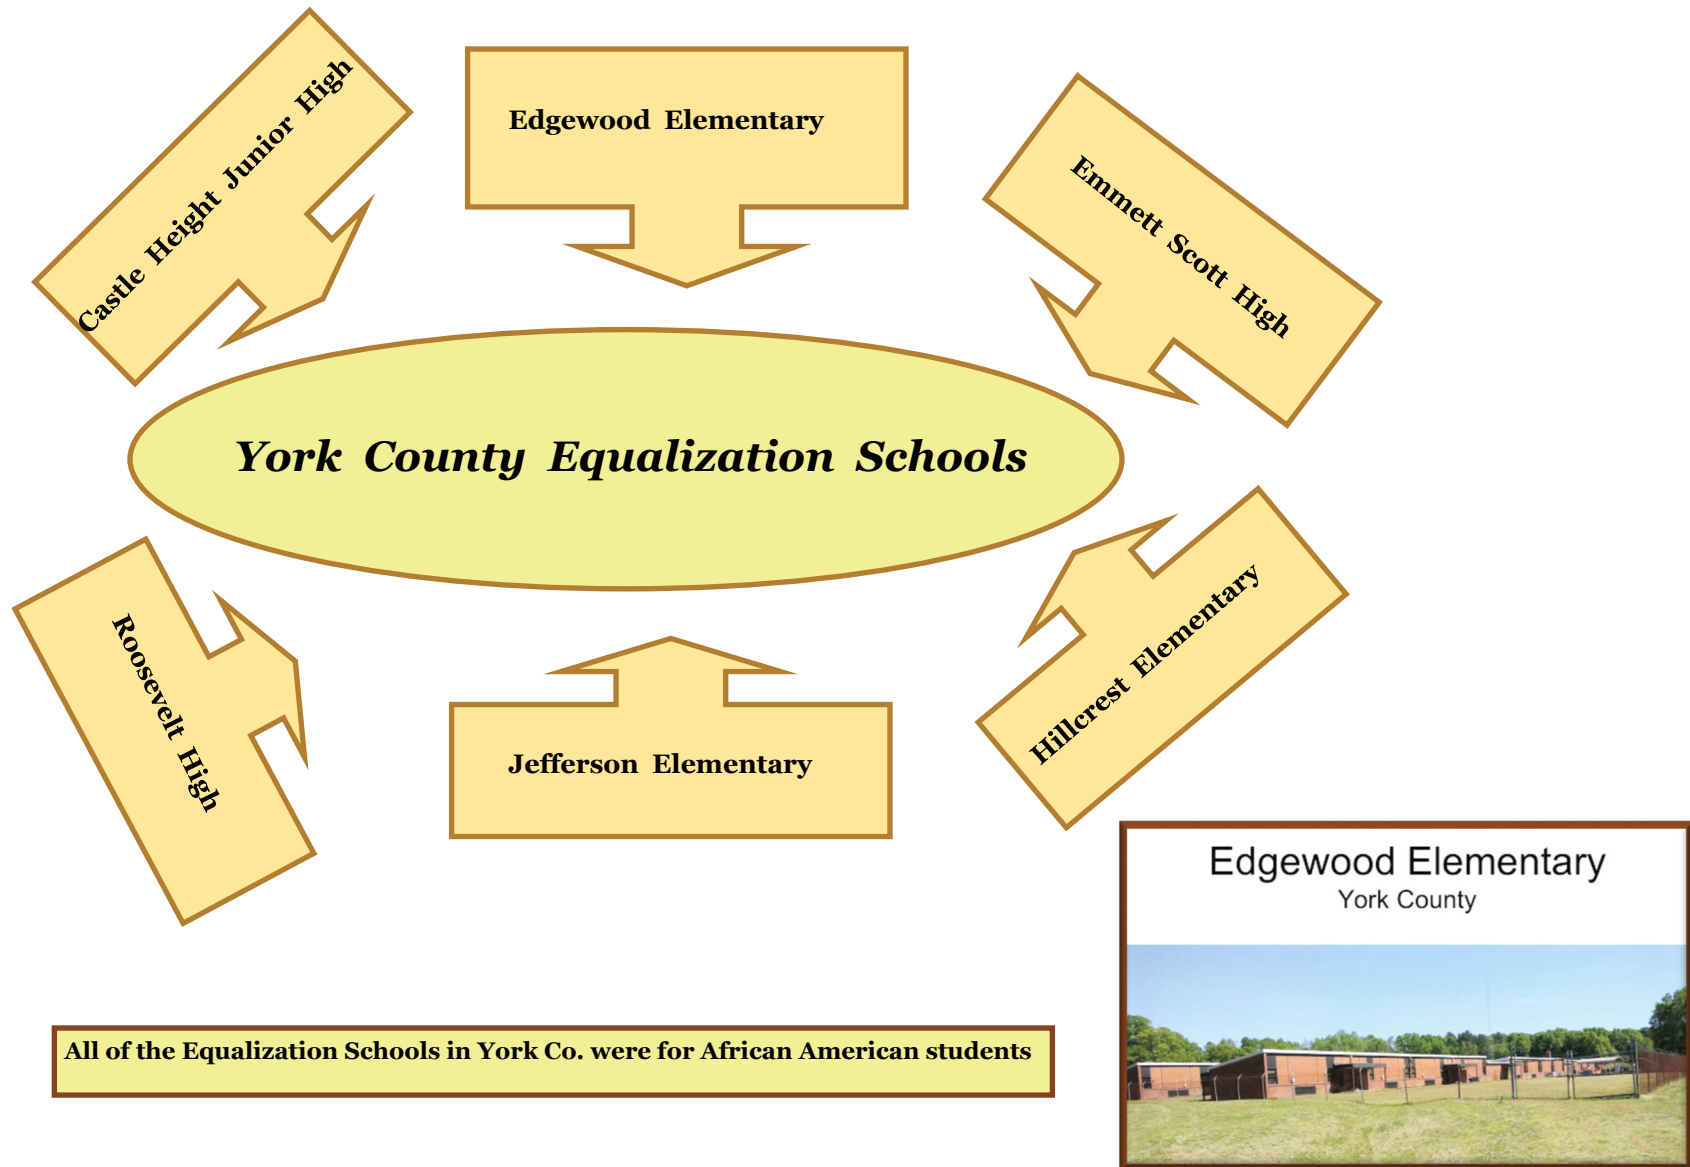 Castle Height Junior High
Edgewood Elementary
Emmett Scott High
York County Equalization Schools
Roosevelt High
Jefferson Elementary
Hillcrest Elementary
Edgewood Elementary
York County
All of the Equalization Schools in York Co. were for African American students